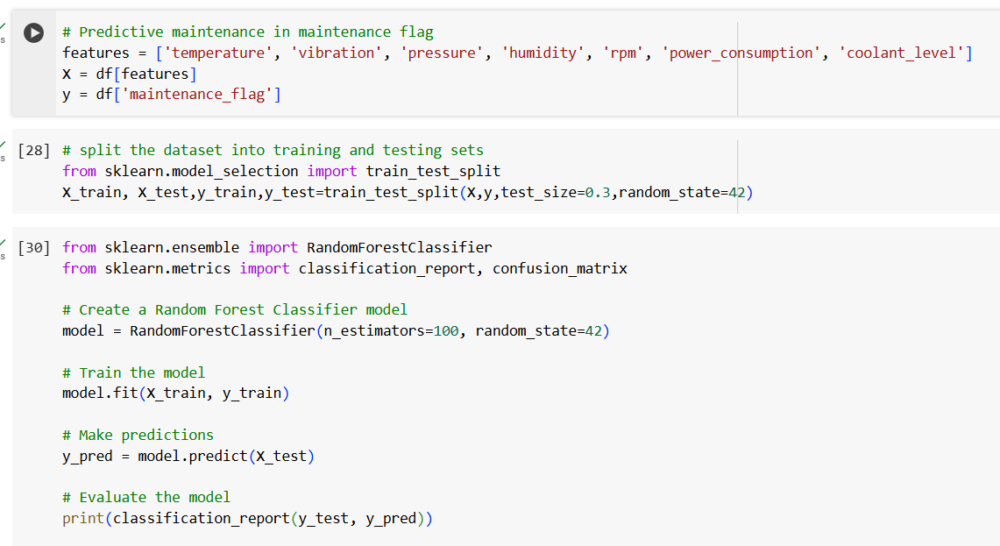 # Predictive maintenance in maintenance flag
features = ['temperature', 'vibration', 'pressure', 'humidity', 'rpm', 'power_consumption', 'coolant_level']
X = df[features]
y = df['maintenance_flag']
s
[28] # split the dataset into training and testing sets
from sklearn.model_selection import train_test_split
X_train, X_test,y_train,y_test=train_test_split(X,y,test_size=0.3,random_state=42)
s
[30] from sklearn.ensemble import RandomForestClassifier
from sklearn.metrics import classification_report, confusion_matrix
s
# Create a Random Forest Classifier model
model = RandomForestClassifier(n_estimators=100, random_state=42)
# Train the model
model.fit(X_train, y_train)
# Make predictions
y_pred = model.predict(X_test)
# Evaluate the model
print(classification_report(y_test, y_pred))